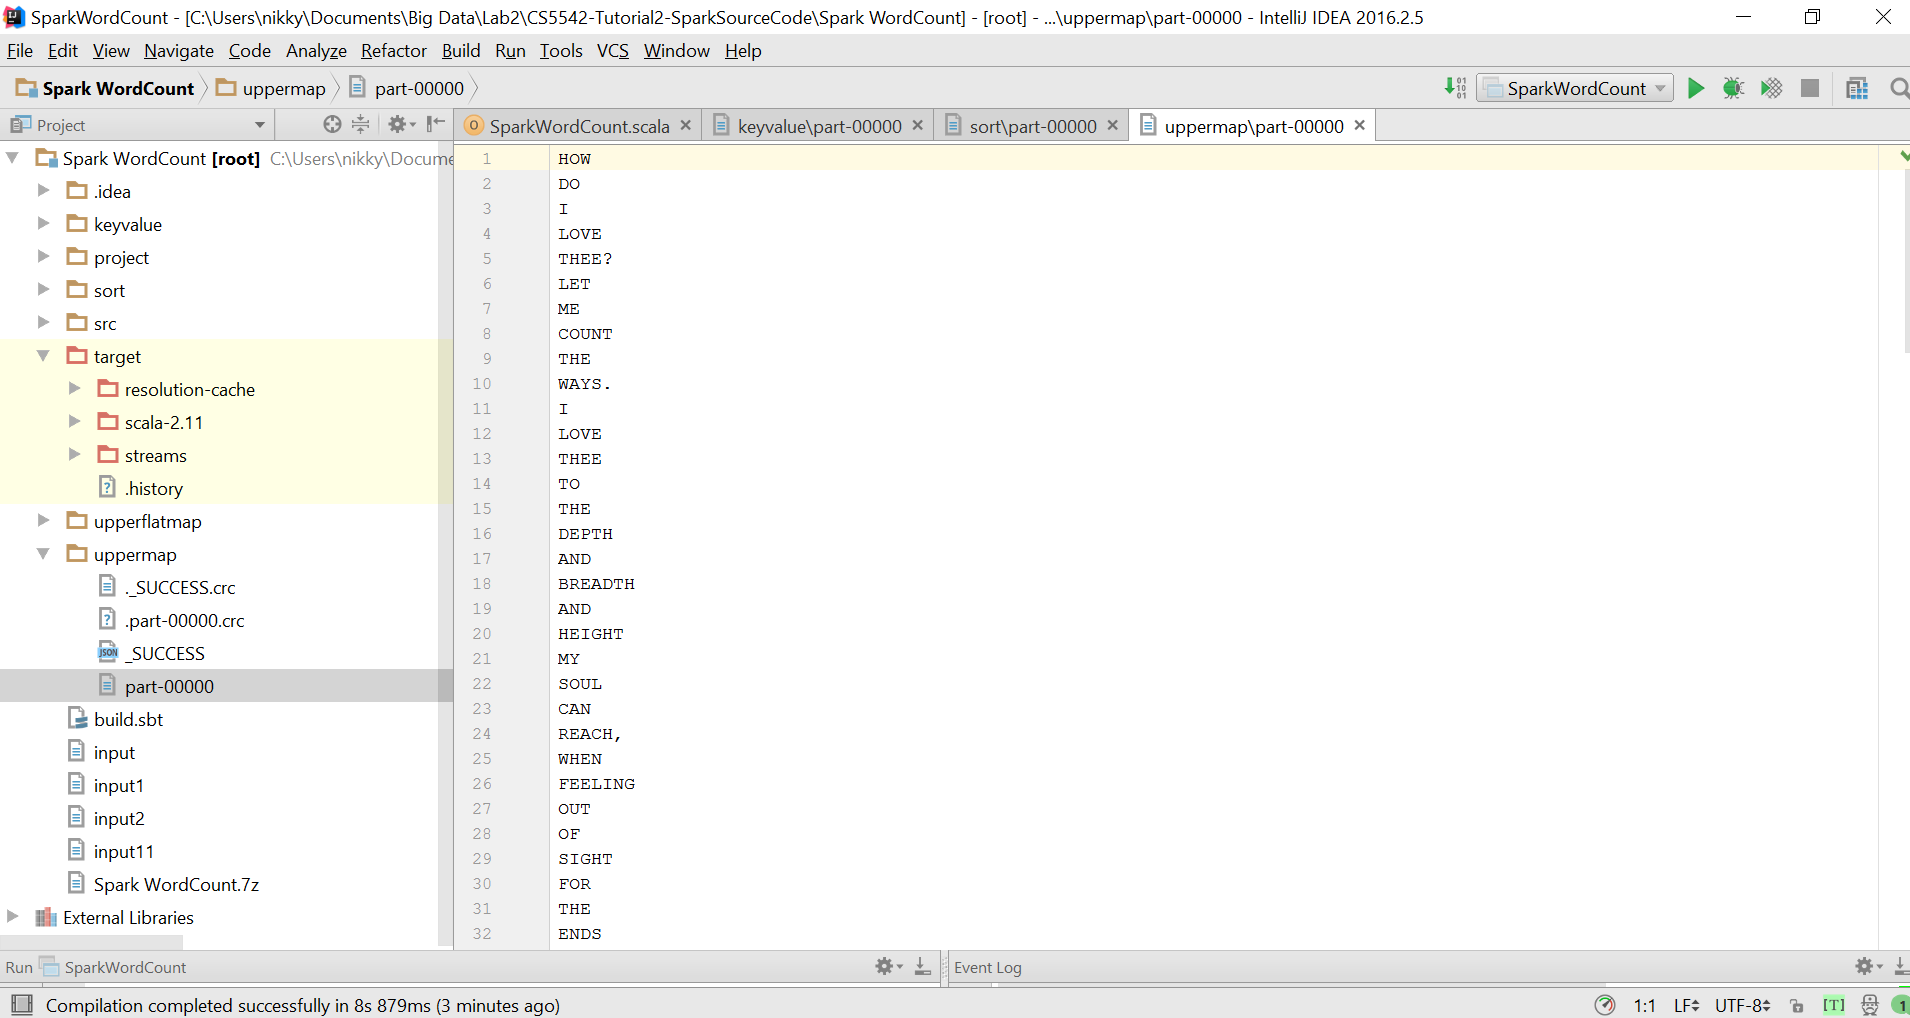 SparkWordCount - [C:\Users\nikky\Documents\Big Data\Lab2\CS5542-Tutorial2-SparkSourceCode\Spark WordCount] - [root] - ...\uppermap\part-00000 - IntelliJ IDEA 2016.2.5
File Edit View Navigate Code Analyze Refactor Build Run Tools VCS Window Help
Spark WordCount uppermap part-00000 SparkWordCount
Project SparkWordCount.scala keyvalue\part-00000 sort\part-00000 uppermap\part-00000
Spark WordCount [root] C:\Users\nikky\Docume
.idea
keyvalue
project
sort
src
target
resolution-cache
scala-2.11
streams
.history
upperflatmap
uppermap
._SUCCESS.crc
.part-00000.crc
_SUCCESS
part-00000
build.sbt
input
input1
input2
input11
Spark WordCount.7z
External Libraries
1 HOW
2 DO
3 I
4 LOVE
5 THEE?
6 LET
7 ME
8 COUNT
9 THE
10 WAYS.
11 I
12 LOVE
13 THEE
14 TO
15 THE
16 DEPTH
17 AND
18 BREADTH
19 AND
20 HEIGHT
21 MY
22 SOUL
23 CAN
24 REACH,
25 WHEN
26 FEELING
27 OUT
28 OF
29 SIGHT
30 FOR
31 THE
32 ENDS
Run SparkWordCount Event Log
Compilation completed successfully in 8s 879ms (3 minutes ago) 1:1 LF UTF-8 [T] 1